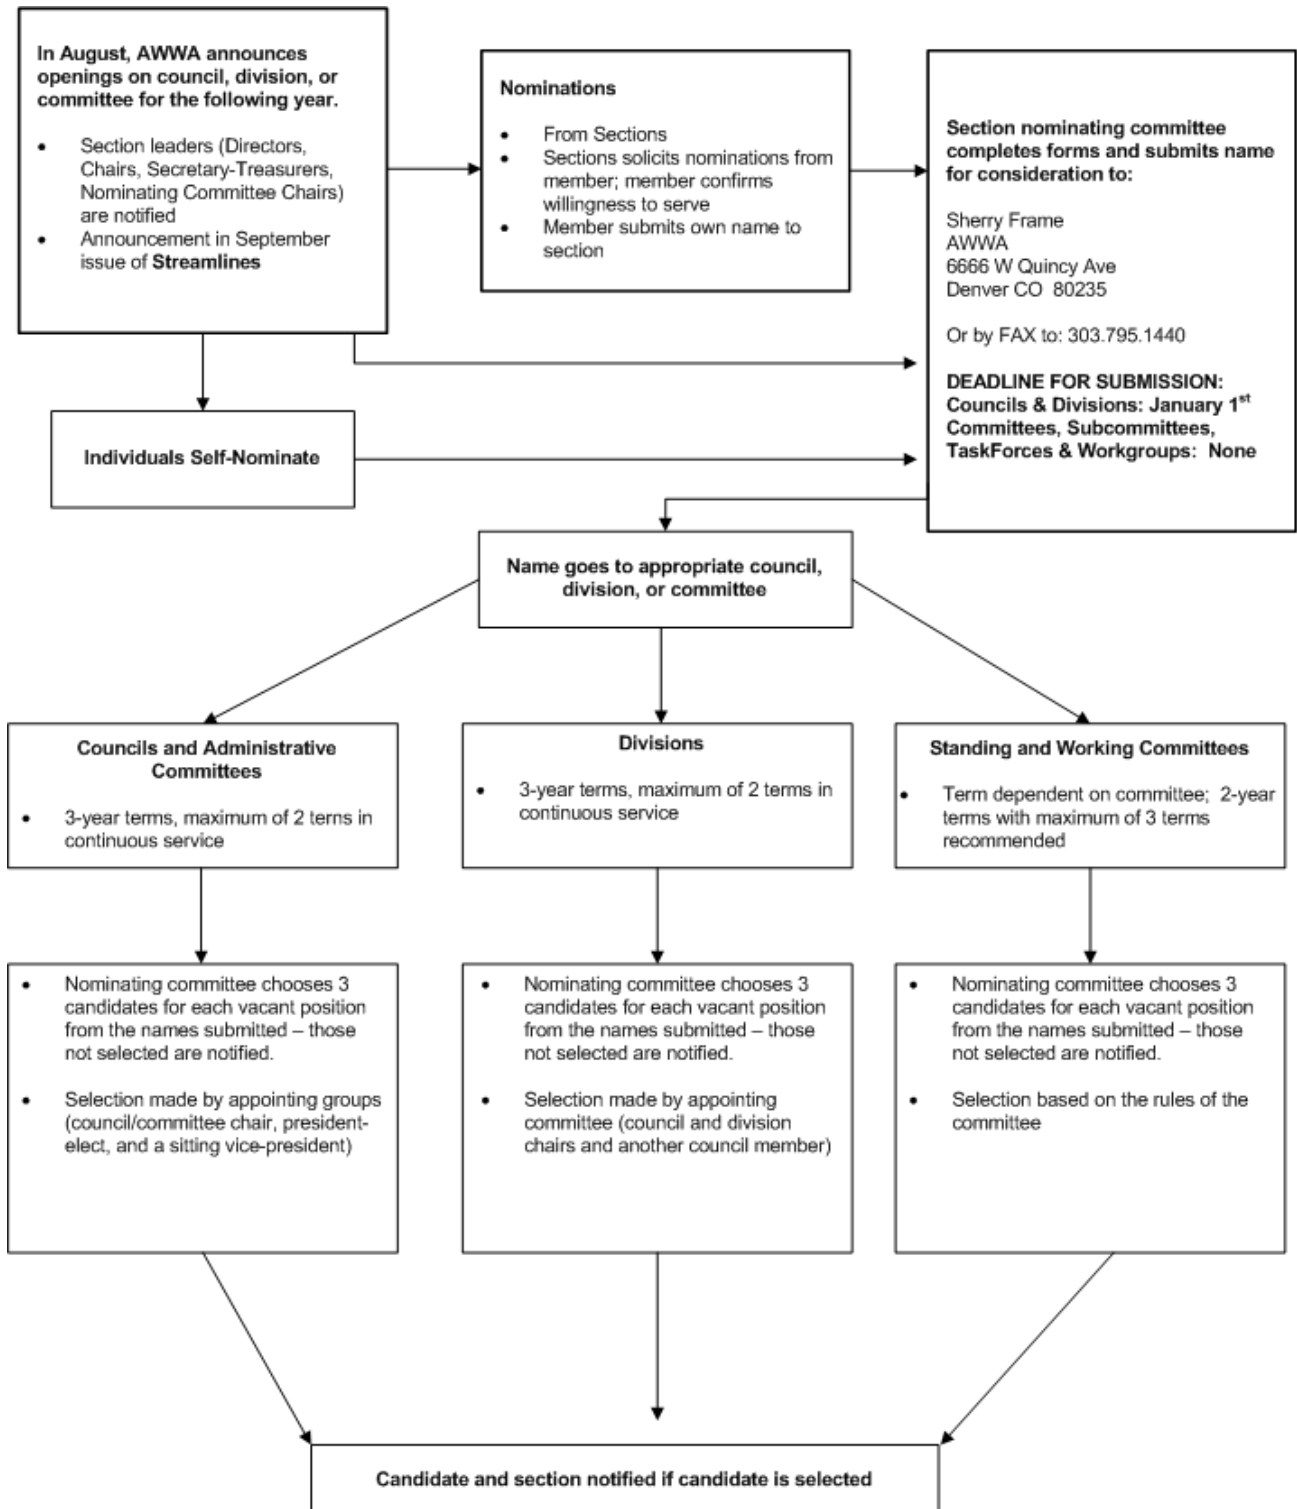 In August, AWWA announces
openings on council, division, or
committee for the following year.
• Section leaders (Directors,
Chairs, Secretary-Treasurers,
Nominating Committee Chairs)
are notified
• Announcement in September
issue of Streamlines
Nominations
• From Sections
• Sections solicits nominations from
member; member confirms
willingness to serve
• Member submits own name to
section
Section nominating committee
completes forms and submits name
for consideration to:
Sherry Frame
AWWA
6666 W Quincy Ave
Denver CO 80235
Or by FAX to: 303.795.1440
DEADLINE FOR SUBMISSION:
Councils & Divisions: January 1st
Committees, Subcommittees,
TaskForces & Workgroups: None
Individuals Self-Nominate
Name goes to appropriate council,
division, or committee
Councils and Administrative
Committees
• 3-year terms, maximum of 2 terns in
continuous service
Divisions
• 3-year terms, maximum of 2 terms in
continuous service
Standing and Working Committees
• Term dependent on committee; 2-year
terms with maximum of 3 terms
recommended
• Nominating committee chooses 3
candidates for each vacant position
from the names submitted – those
not selected are notified.
• Selection made by appointing groups
(council/committee chair, president-
elect, and a sitting vice-president)
• Nominating committee chooses 3
candidates for each vacant position
from the names submitted – those
not selected are notified.
• Selection made by appointing
committee (council and division
chairs and another council member)
• Nominating committee chooses 3
candidates for each vacant position
from the names submitted – those
not selected are notified.
• Selection based on the rules of the
committee
Candidate and section notified if candidate is selected